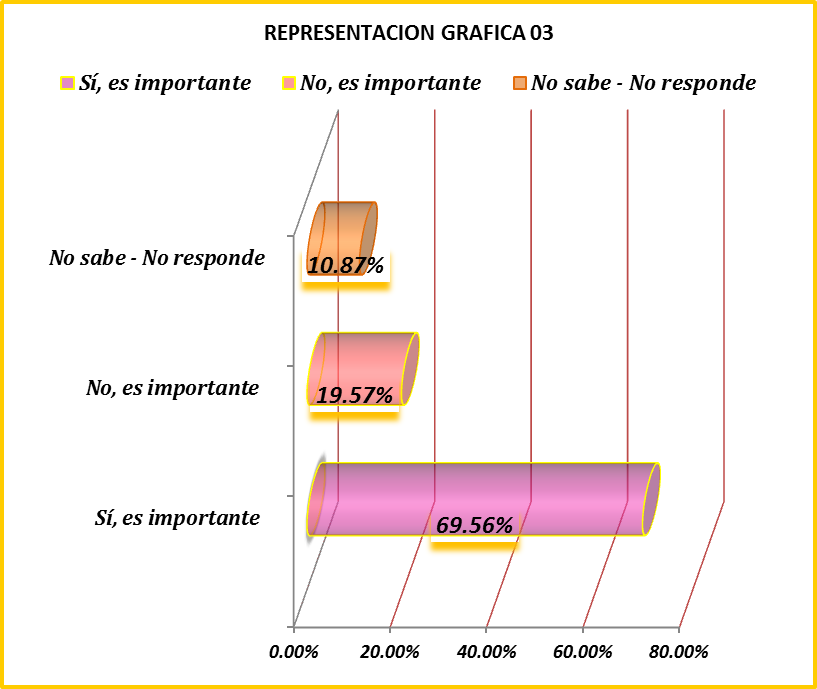 REPRESENTACION GRAFICA 03
Sí, es importante No, es importante No sabe - No responde
No sabe - No responde
10.87%
No, es importante
19.57%
Sí, es importante
69.56%
0.00% 20.00% 40.00% 60.00% 80.00%